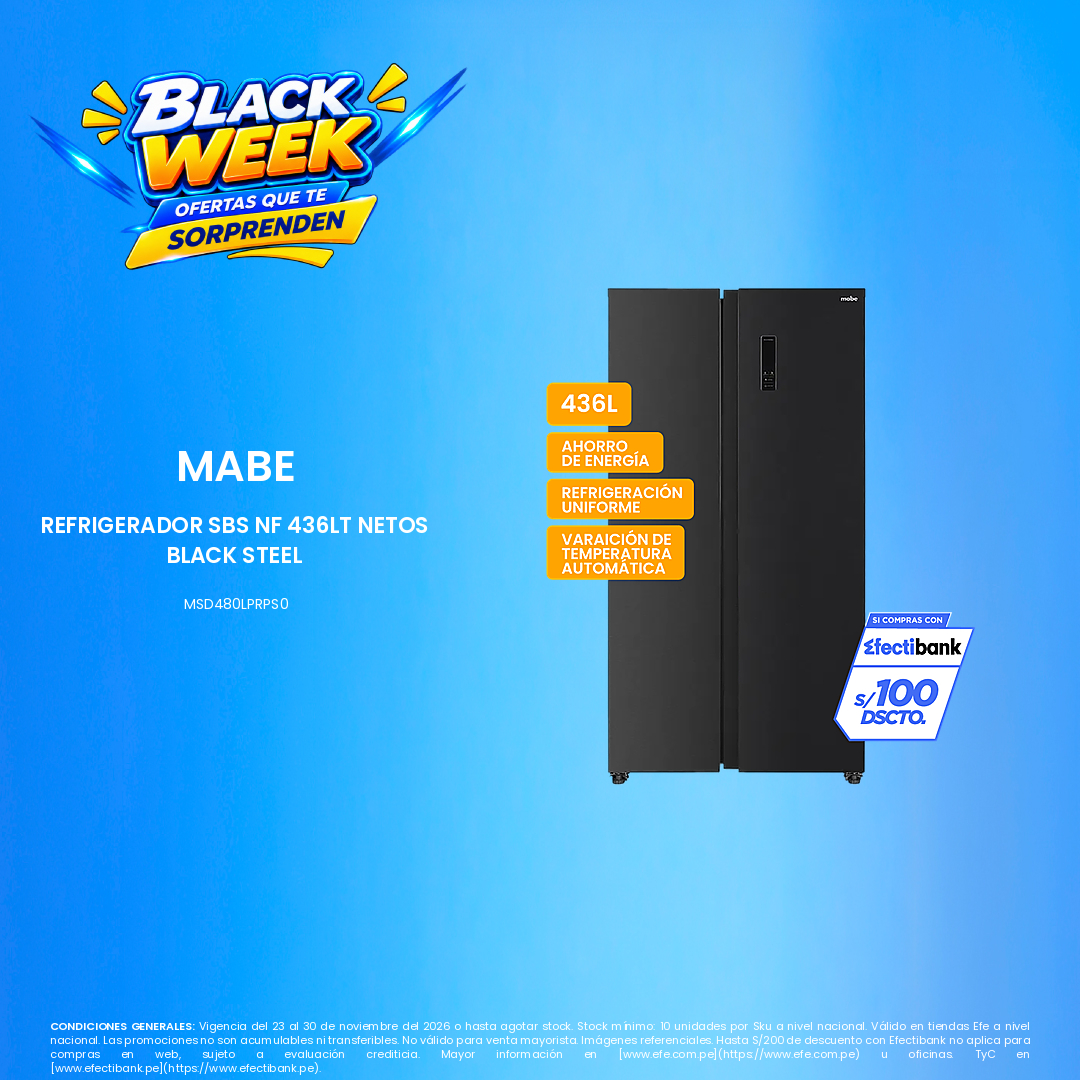 BLACK
WEEK
OFERTAS QUE TE
SORPRENDEN
mabe
436L
AHORRO
DE ENERGÍA
REFRIGERACIÓN
UNIFORME
VARAICIÓN DE
TEMPERATURA
AUTOMÁTICA
MABE
REFRIGERADOR SBS NF 436LT NETOS
BLACK STEEL
MSD480LPRPS0
SI COMPRAS CON
Efectibank
S/100
DSCTO.
CONDICIONES GENERALES: Vigencia del 23 al 30 de noviembre del 2026 o hasta agotar stock. Stock mínimo: 10 unidades por Sku a nivel nacional. Válido en tiendas Efe a nivel
nacional. Las promociones no son acumulables ni transferibles. No válido para venta mayorista. Imágenes referenciales. Hasta S/200 de descuento con Efectibank no aplica para
compras en web, sujeto a evaluación crediticia. Mayor información en [www.efe.com.pe](https://www.efe.com.pe) u oficinas. TyC en
[www.efectibank.pe](https://www.efectibank.pe).